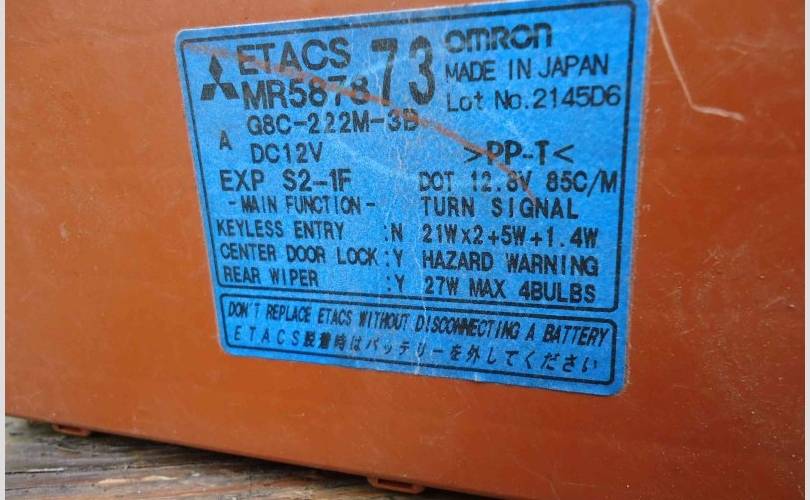 ETACS 73 OMRON
MR5878 MADE IN JAPAN
Lot No.2145D6
A G8C-222M-3B
DC12V >PP-T<
EXP S2-1F DOT 12.8V 85C/M
-MAIN FUNCTION- TURN SIGNAL
KEYLESS ENTRY :N 21W×2+5W+1.4W
CENTER DOOR LOCK:Y HAZARD WARNING
REAR WIPER :Y 27W MAX 4BULBS
DON'T REPLACE ETACS WITHOUT DISCONNECTING A BATTERY
ETACS脱着時はバッテリーを外してください